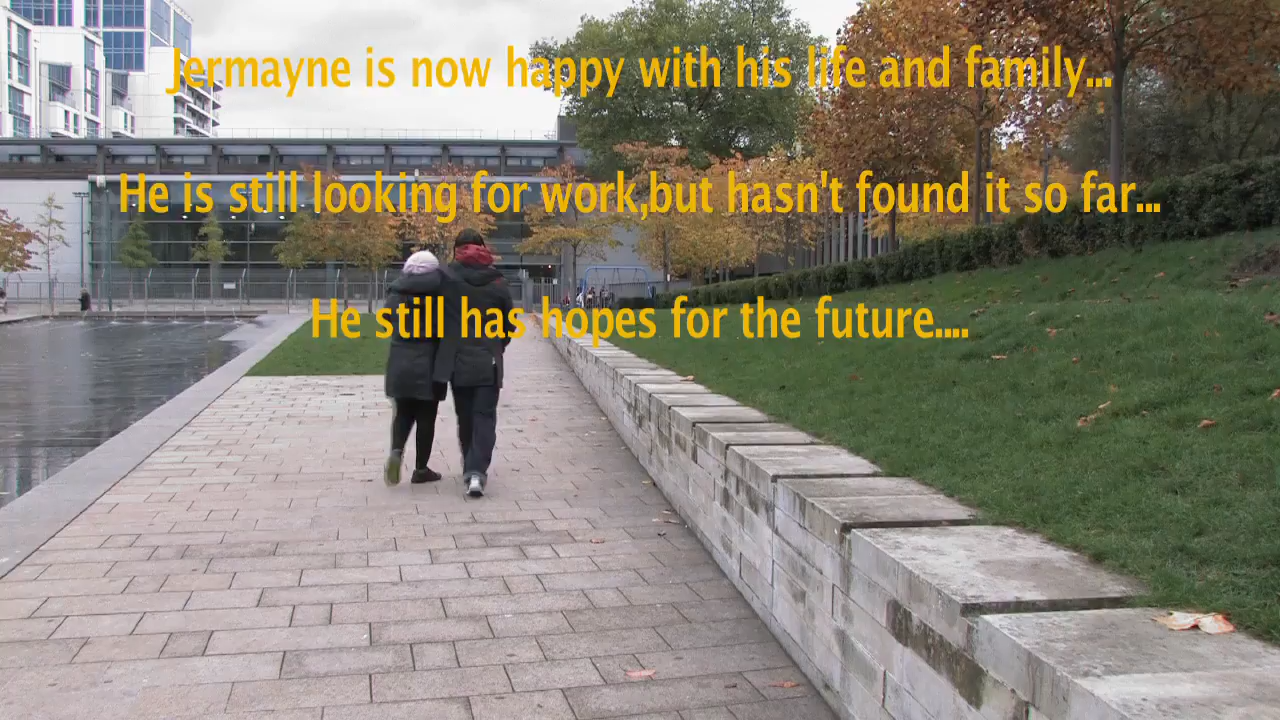 Jermayne is now happy with his life and family...
He is still looking for work,but hasn't found it so far...
He still has hopes for the future....